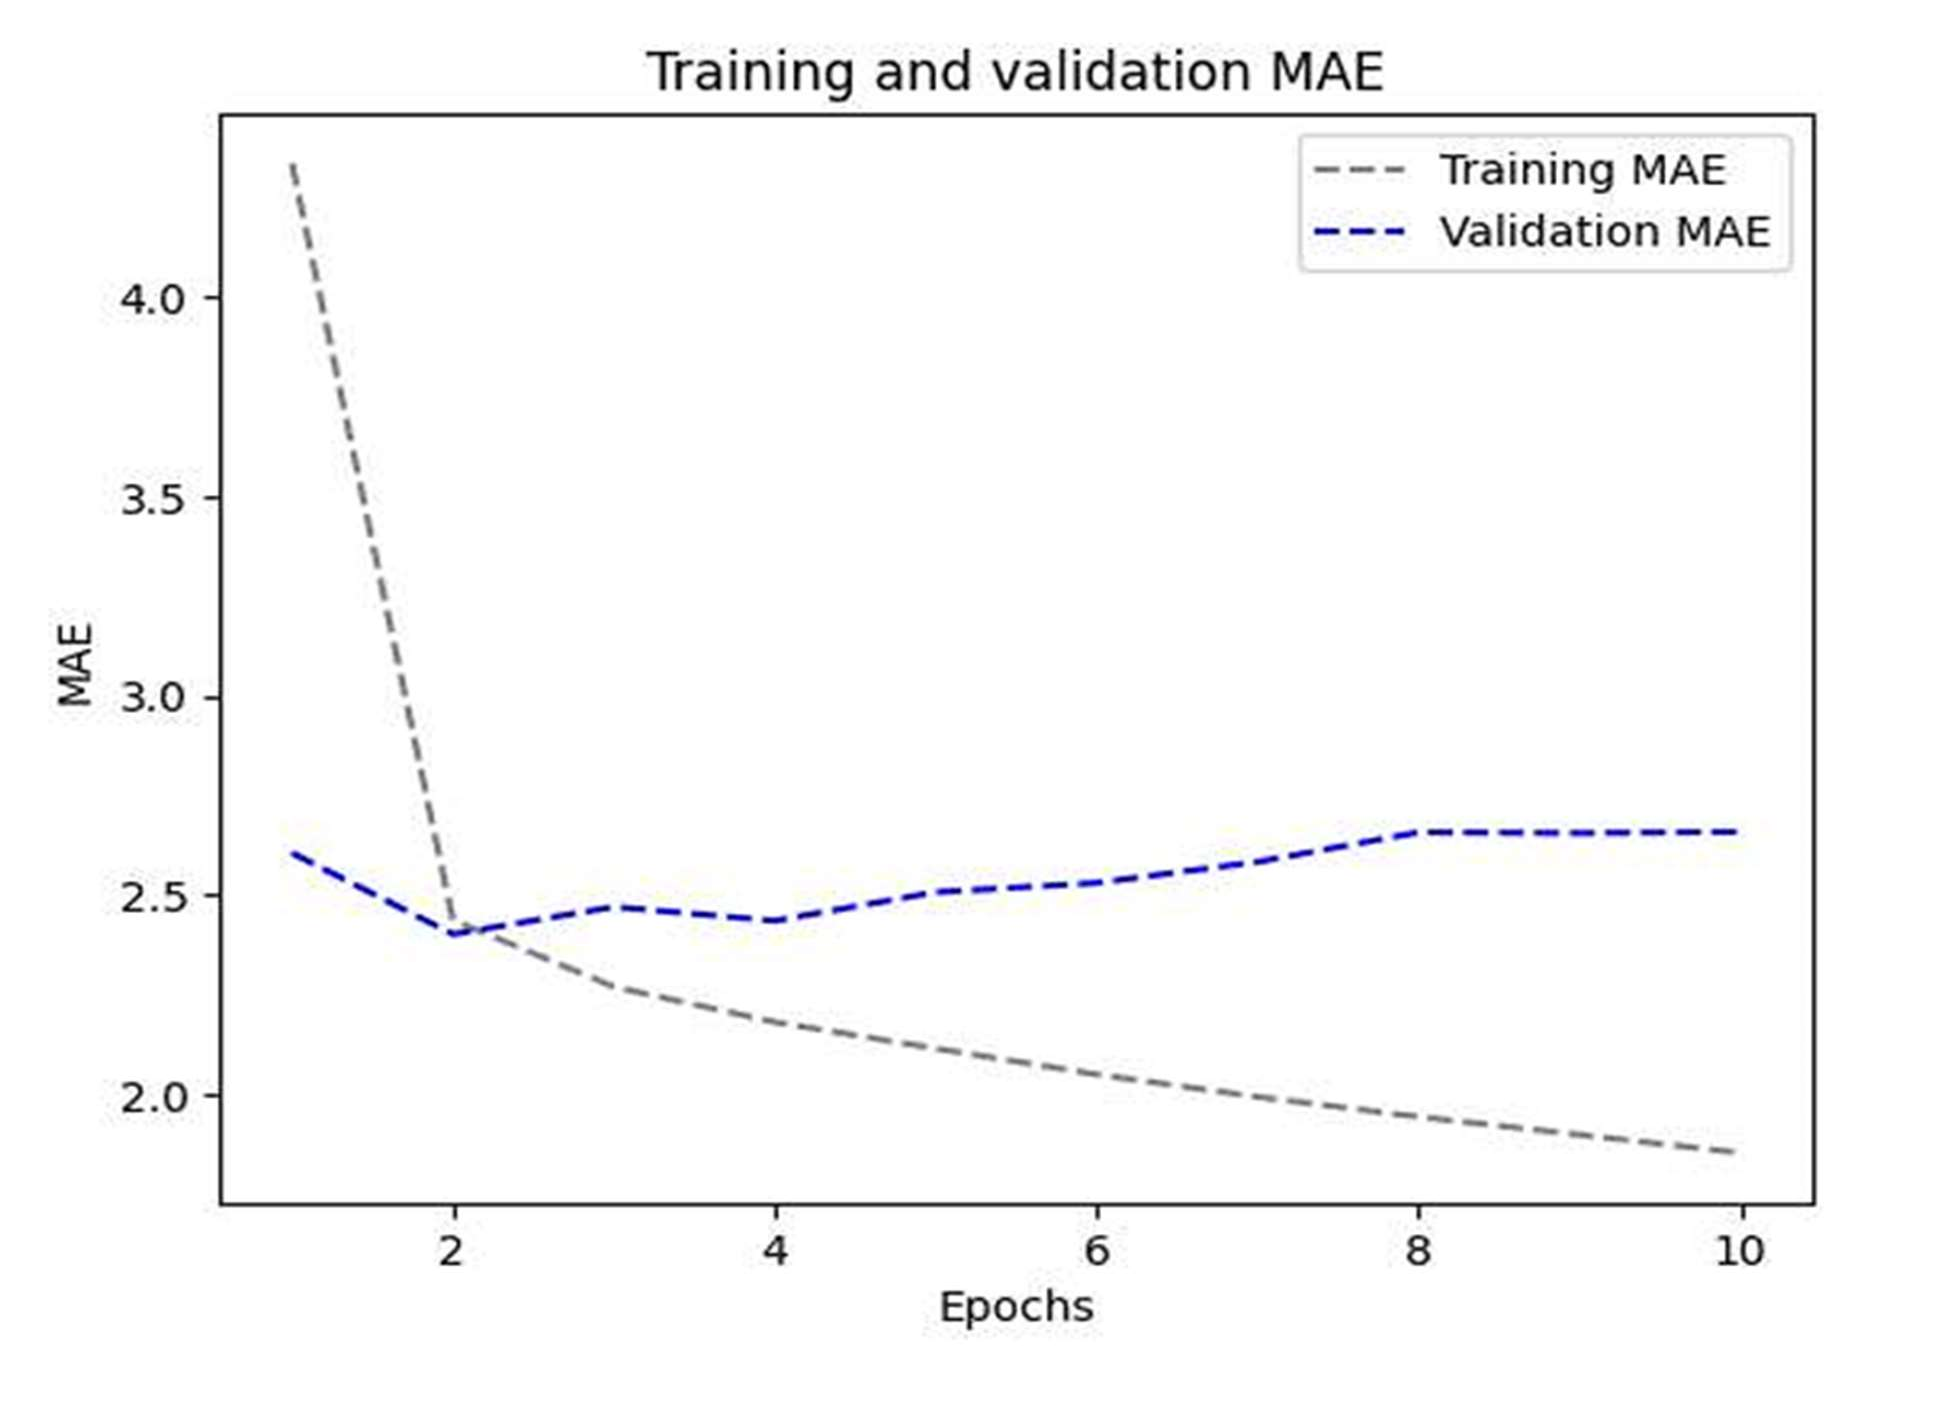 Training and validation MAE
Training MAE
Validation MAE
4.0
3.5
3.0
2.5
2.0
MAE
2 4 6 8 10
Epochs